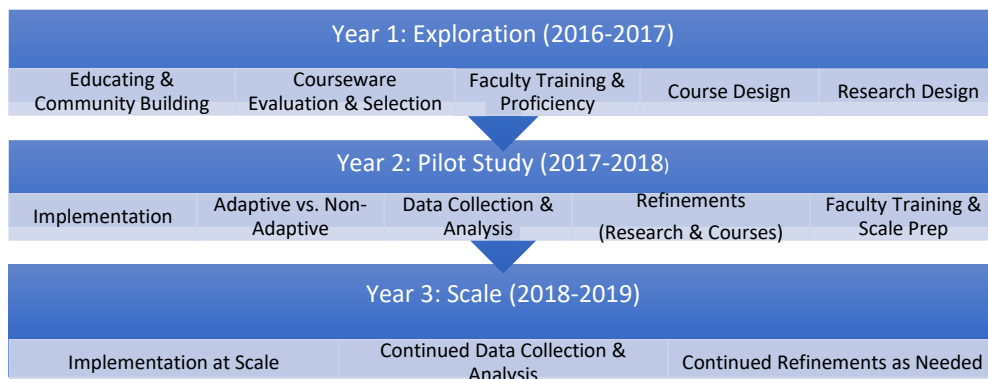 Year 1: Exploration (2016-2017)
Educating &
Community Building
Courseware
Evaluation & Selection
Faculty Training &
Proficiency
Course Design
Research Design
Year 2: Pilot Study (2017-2018)
Implementation
Adaptive vs. Non-
Adaptive
Data Collection &
Analysis
Refinements
(Research & Courses)
Faculty Training &
Scale Prep
Year 3: Scale (2018-2019)
Implementation at Scale
Continued Data Collection &
Analysis
Continued Refinements as Needed